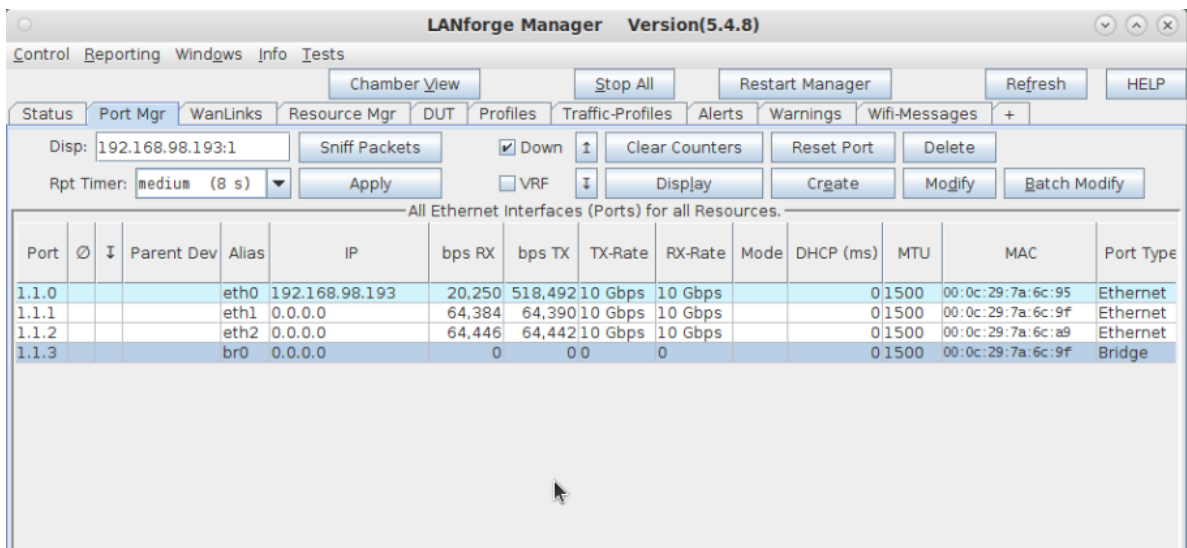 LANforge Manager Version(5.4.8)
Control Reporting Windows Info Tests
Chamber View Stop All Restart Manager Refresh HELP
Status Port Mgr WanLinks Resource Mgr DUT Profiles Traffic-Profiles Alerts Warnings Wifi-Messages +
Disp: 192.168.98.193:1 Sniff Packets Down ↥ Clear Counters Reset Port Delete
Rpt Timer: medium (8 s) Apply VRF ↧ Display Create Modify Batch Modify
All Ethernet Interfaces (Ports) for all Resources.
Port ∅ ↧ Parent Dev Alias IP bps RX bps TX TX-Rate RX-Rate Mode DHCP (ms) MTU MAC Port Type
1.1.0 eth0 192.168.98.193 20,250 518,492 10 Gbps 10 Gbps 0 1500 00:0c:29:7a:6c:95 Ethernet
1.1.1 eth1 0.0.0.0 64,384 64,390 10 Gbps 10 Gbps 0 1500 00:0c:29:7a:6c:9f Ethernet
1.1.2 eth2 0.0.0.0 64,446 64,442 10 Gbps 10 Gbps 0 1500 00:0c:29:7a:6c:a9 Ethernet
1.1.3 br0 0.0.0.0 0 0 0 0 0 1500 00:0c:29:7a:6c:9f Bridge